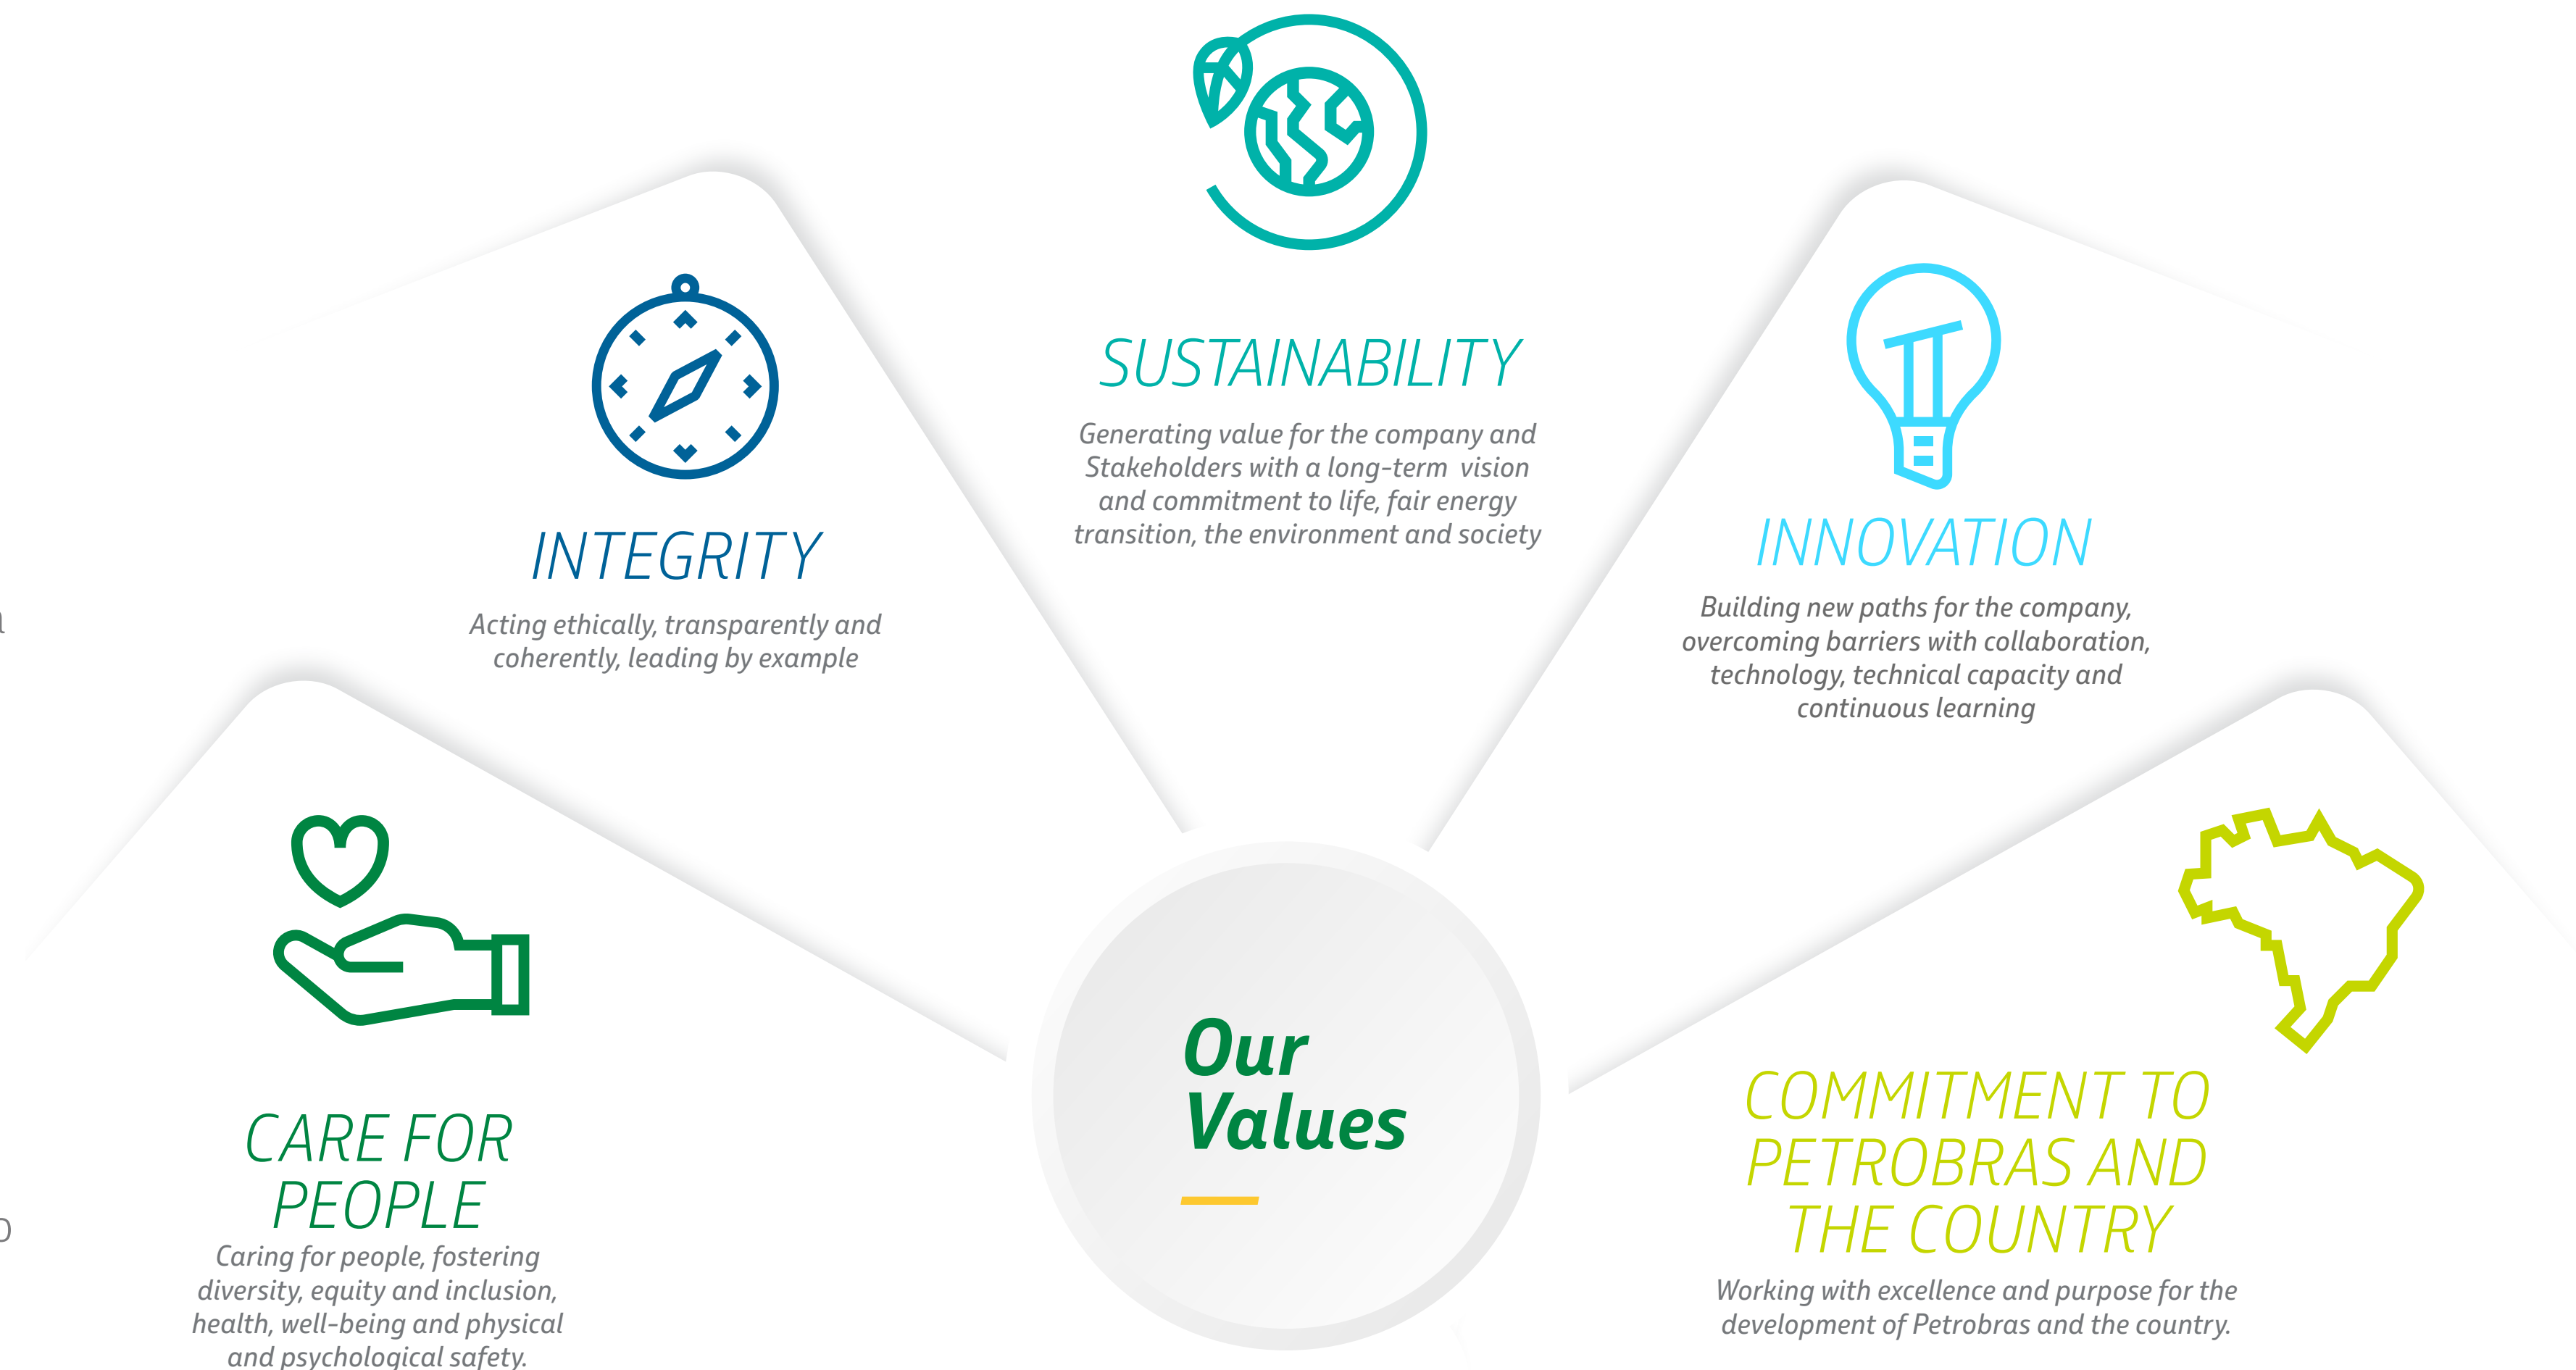 SUSTAINABILITY
Generating value for the company and
Stakeholders with a long-term vision
and commitment to life, fair energy
transition, the environment and society
INTEGRITY
Acting ethically, transparently and
coherently, leading by example
INNOVATION
Building new paths for the company,
overcoming barriers with collaboration,
technology, technical capacity and
continuous learning
CARE FOR
PEOPLE
Caring for people, fostering
diversity, equity and inclusion,
health, well-being and physical
and psychological safety.
Our
Values
COMMITMENT TO
PETROBRAS AND
THE COUNTRY
Working with excellence and purpose for the
development of Petrobras and the country.